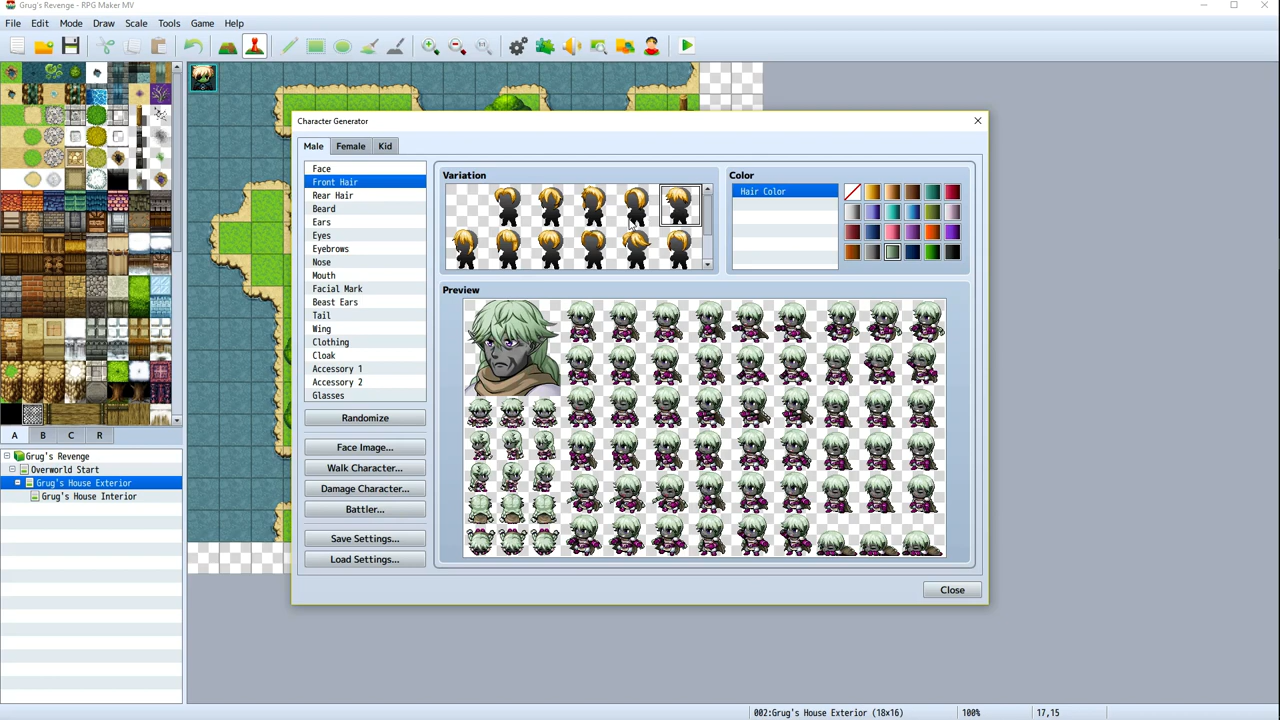 Grug's Revenge - RPG Maker MV
File Edit Mode Draw Scale Tools Game Help
Character Generator
Male Female Kid
Face
Front Hair
Rear Hair
Beard
Ears
Eyes
Eyebrows
Nose
Mouth
Facial Mark
Beast Ears
Tail
Wing
Clothing
Cloak
Accessory 1
Accessory 2
Glasses
Randomize
Face Image...
Walk Character...
Damage Character...
Battler...
Save Settings...
Load Settings...
Variation
Color
Hair Color
Preview
Close
A B C R
Grug's Revenge
Overworld Start
Grug's House Exterior
Grug's House Interior
002:Grug's House Exterior (18x16) 100% 17,15